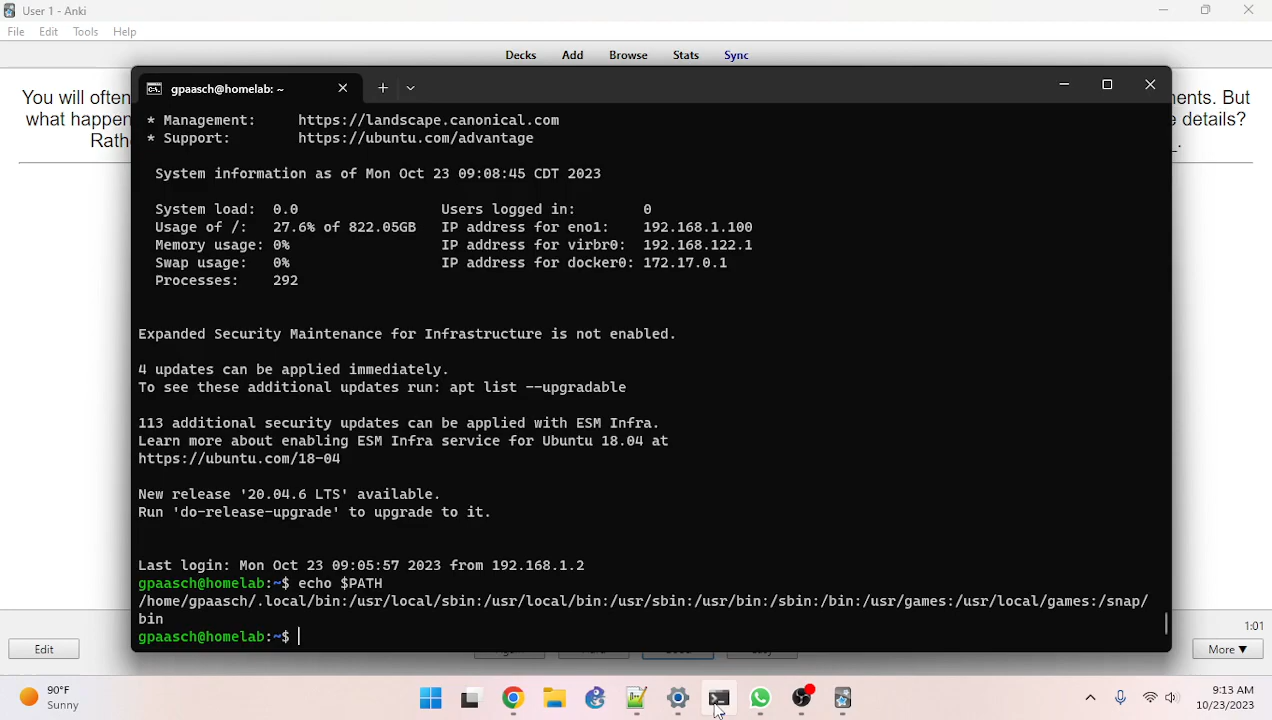 User 1 - Anki
File Edit Tools Help
Decks Add Browse Stats Sync
You will often
nents. But
what happen
e details?
Rath
gpaasch@homelab: ~
* Management: https://landscape.canonical.com
* Support: https://ubuntu.com/advantage
System information as of Mon Oct 23 09:08:45 CDT 2023
System load: 0.0 Users logged in: 0
Usage of /: 27.6% of 822.05GB IP address for eno1: 192.168.1.100
Memory usage: 0% IP address for virbr0: 192.168.122.1
Swap usage: 0% IP address for docker0: 172.17.0.1
Processes: 292
Expanded Security Maintenance for Infrastructure is not enabled.
4 updates can be applied immediately.
To see these additional updates run: apt list --upgradable
113 additional security updates can be applied with ESM Infra.
Learn more about enabling ESM Infra service for Ubuntu 18.04 at
https://ubuntu.com/18-04
New release '20.04.6 LTS' available.
Run 'do-release-upgrade' to upgrade to it.
Last login: Mon Oct 23 09:05:57 2023 from 192.168.1.2
gpaasch@homelab:~$ echo $PATH
/home/gpaasch/.local/bin:/usr/local/sbin:/usr/local/bin:/usr/sbin:/usr/bin:/sbin:/bin:/usr/games:/usr/local/games:/snap/
bin
gpaasch@homelab:~$
1:01
Edit More ▼
90°F
Sunny
9:13 AM
10/23/2023